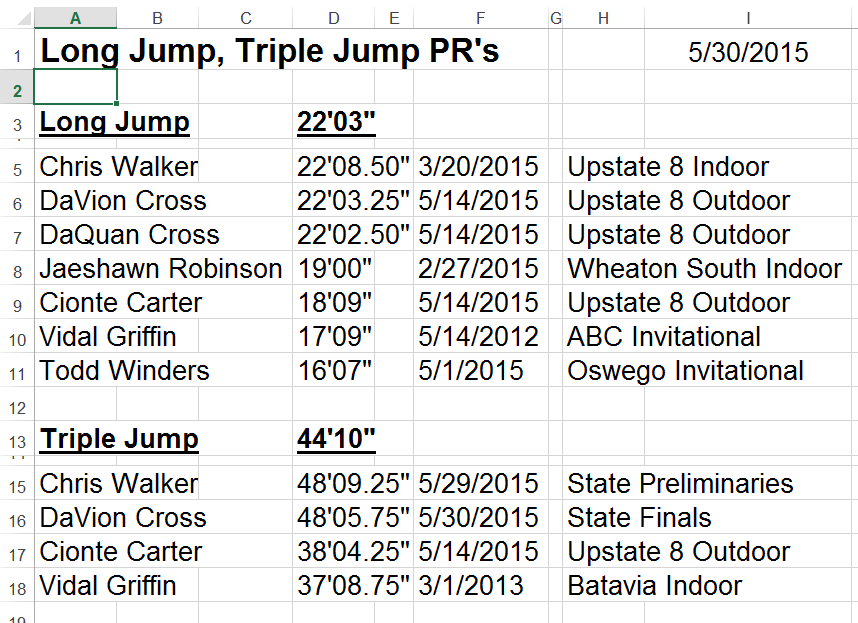 A B C D E F G H I
1 Long Jump, Triple Jump PR's 5/30/2015
2
3 Long Jump 22'03"
5 Chris Walker 22'08.50" 3/20/2015 Upstate 8 Indoor
6 DaVion Cross 22'03.25" 5/14/2015 Upstate 8 Outdoor
7 DaQuan Cross 22'02.50" 5/14/2015 Upstate 8 Outdoor
8 Jaeshawn Robinson 19'00" 2/27/2015 Wheaton South Indoor
9 Cionte Carter 18'09" 5/14/2015 Upstate 8 Outdoor
10 Vidal Griffin 17'09" 5/14/2012 ABC Invitational
11 Todd Winders 16'07" 5/1/2015 Oswego Invitational
12
13 Triple Jump 44'10"
15 Chris Walker 48'09.25" 5/29/2015 State Preliminaries
16 DaVion Cross 48'05.75" 5/30/2015 State Finals
17 Cionte Carter 38'04.25" 5/14/2015 Upstate 8 Outdoor
18 Vidal Griffin 37'08.75" 3/1/2013 Batavia Indoor